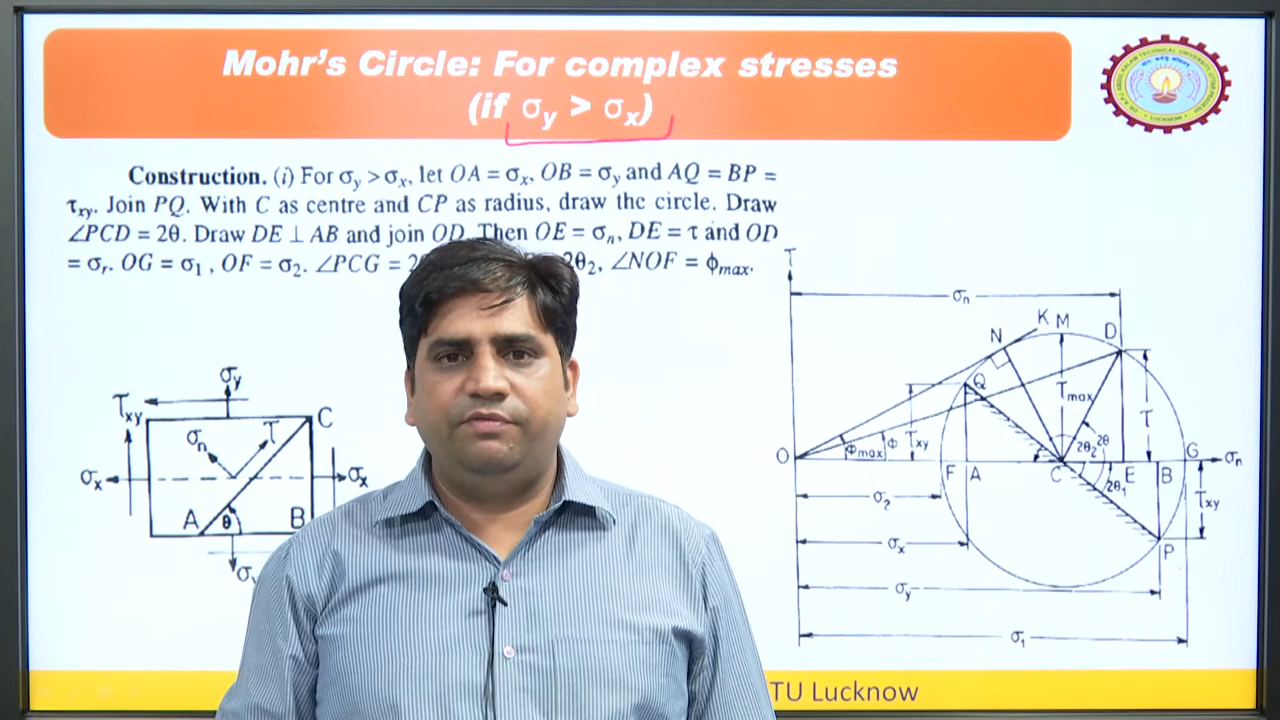 Mohr's Circle: For complex stresses
(if σy > σx)
Construction. (i) For σy > σx, let OA = σx, OB = σy and AQ = BP =
τxy. Join PQ. With C as centre and CP as radius, draw the circle. Draw
∠PCD = 2θ. Draw DE ⊥ AB and join OD. Then OE = σn, DE = τ and OD
= σr. OG = σ1, OF = σ2. ∠PCG = 2θ2, ∠NOF = ϕmax.
τ
σn
N K M D
Q
τmax
τ
O
ϕmax
ϕ
τxy
2θ2
2θ
F A C E B G σn
2θ1
τxy
P
σ2
σx
σy
σ1
σy
τxy
C
σn
τ
σx
σx
A θ B
TU Lucknow